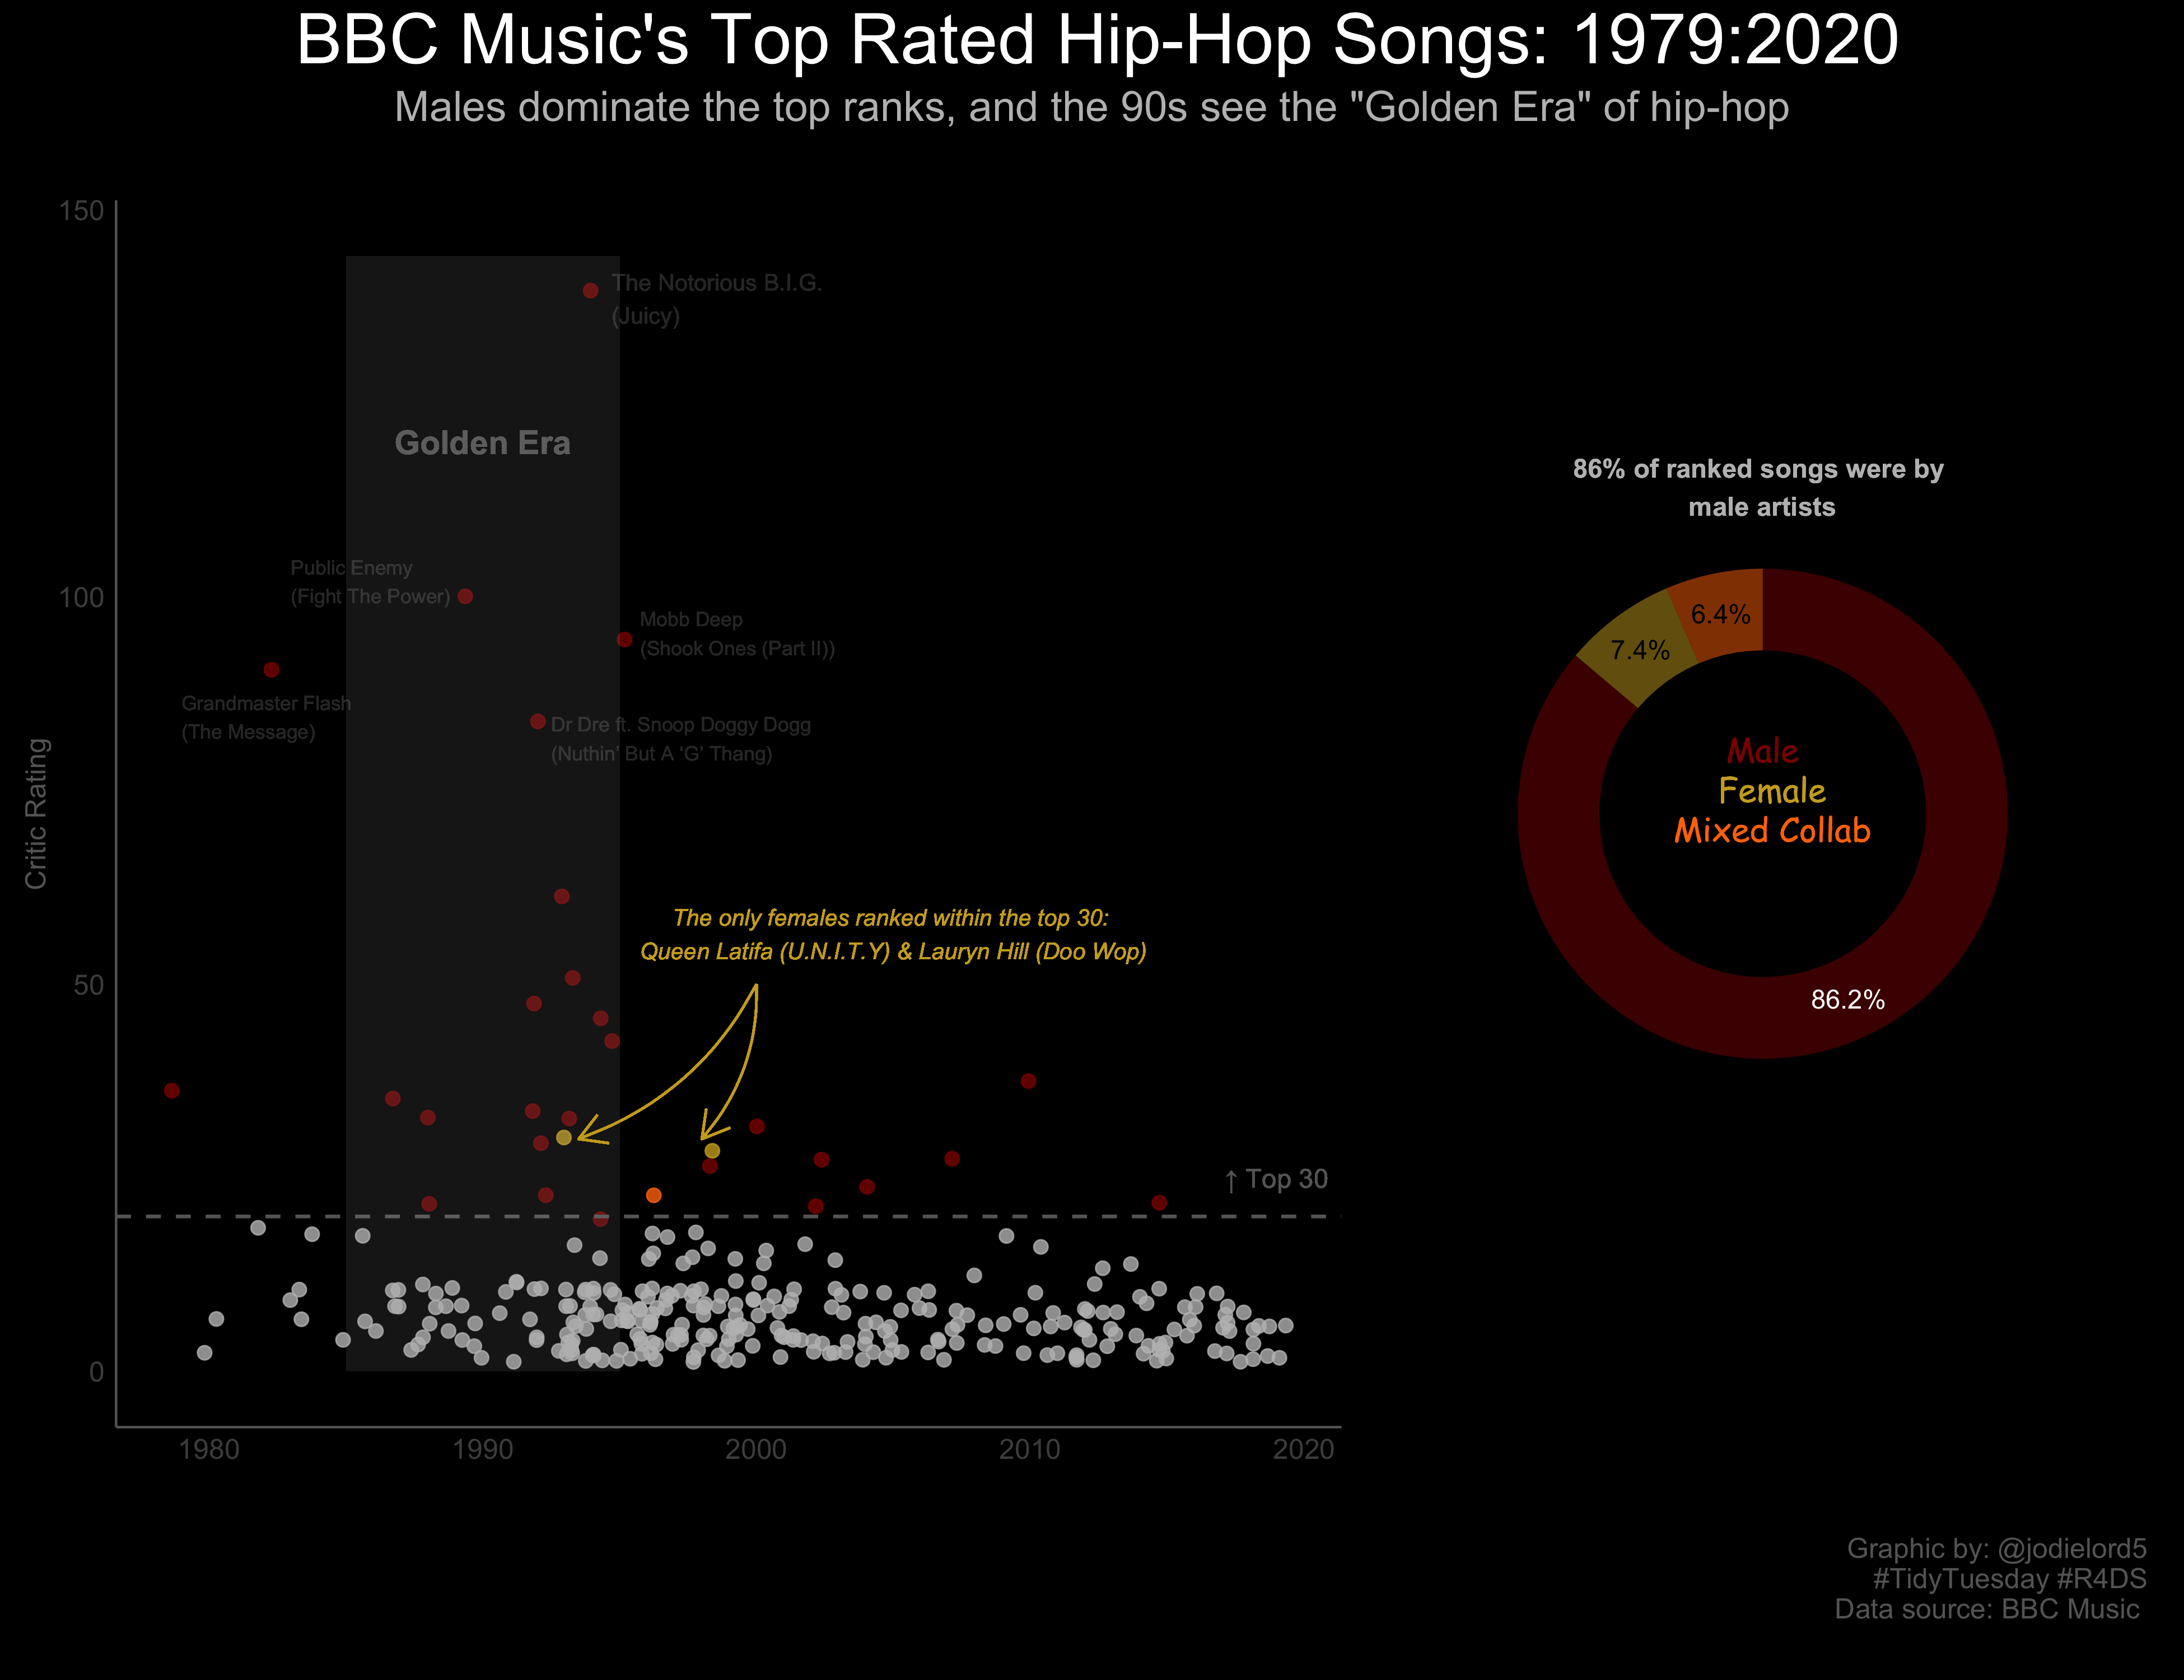 BBC Music's Top Rated Hip-Hop Songs: 1979:2020
Males dominate the top ranks, and the 90s see the "Golden Era" of hip-hop
150
The Notorious B.I.G.
(Juicy)
Golden Era
Public Enemy
(Fight The Power)
100
Mobb Deep
(Shook Ones (Part II))
Grandmaster Flash
(The Message)
Dr Dre ft. Snoop Doggy Dogg
(Nuthin’ But A ‘G’ Thang)
Critic Rating
The only females ranked within the top 30:
Queen Latifa (U.N.I.T.Y) & Lauryn Hill (Doo Wop)
50
↑ Top 30
0
1980 1990 2000 2010 2020
86% of ranked songs were by
male artists
6.4%
7.4%
Male
Female
Mixed Collab
86.2%
Graphic by: @jodielord5
#TidyTuesday #R4DS
Data source: BBC Music